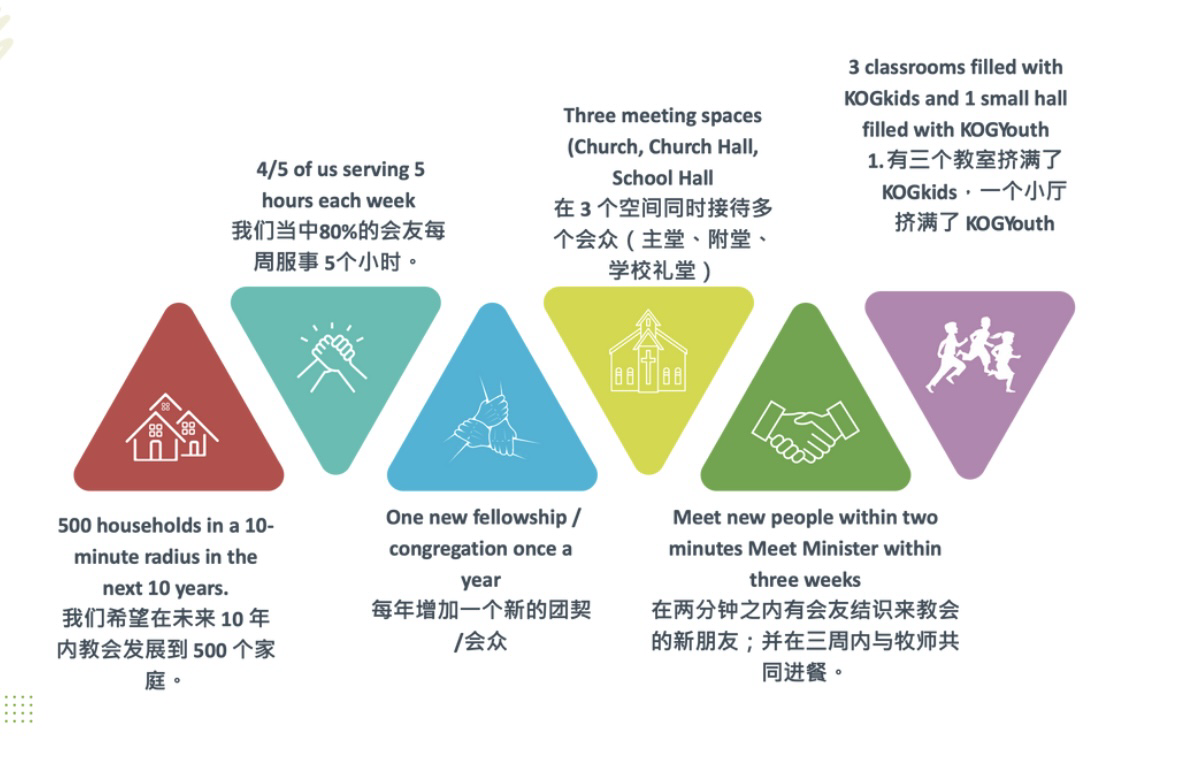 500 households in a 10-
minute radius in the
next 10 years.
我们希望在未来 10 年
内教会发展到 500 个家
庭。
4/5 of us serving 5
hours each week
我们当中80%的会友每
周服事 5个小时。
One new fellowship /
congregation once a
year
每年增加一个新的团契
/会众
Three meeting spaces
(Church, Church Hall,
School Hall
在 3 个空间同时接待多
个会众（主堂、附堂、
学校礼堂）
Meet new people within two
minutes Meet Minister within
three weeks
在两分钟之内有会友结识来教会
的新朋友；并在三周内与牧师共
同进餐。
3 classrooms filled with
KOGkids and 1 small hall
filled with KOGYouth
1. 有三个教室挤满了
KOGkids，一个小厅
挤满了 KOGYouth